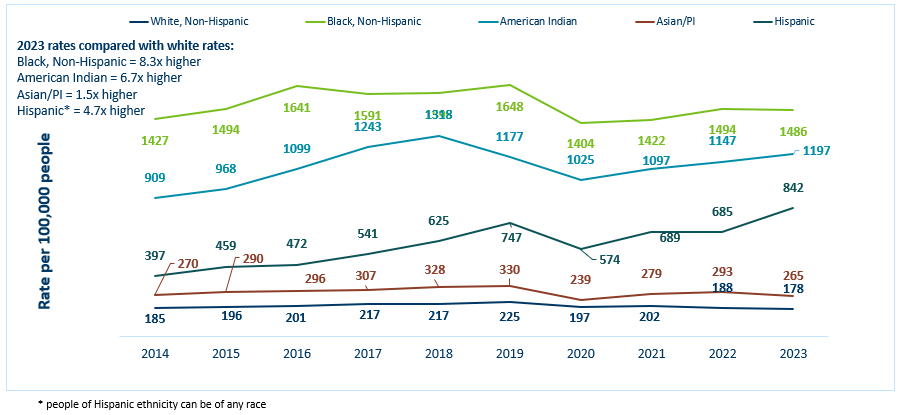 White, Non-Hispanic Black, Non-Hispanic American Indian Asian/PI Hispanic
2023 rates compared with white rates:
Black, Non-Hispanic = 8.3x higher
American Indian = 6.7x higher
Asian/PI = 1.5x higher
Hispanic* = 4.7x higher
Rate per 100,000 people
1427 1494 1641 1591 1648 1404 1422 1494 1486
909 968 1099 1243 1318 1177 1025 1097 1147 1197
397 459 472 541 625 747 574 689 685 842
270 290 296 307 328 330 239 279 293 265
185 196 201 217 217 225 197 202 188 178
2014 2015 2016 2017 2018 2019 2020 2021 2022 2023
* people of Hispanic ethnicity can be of any race